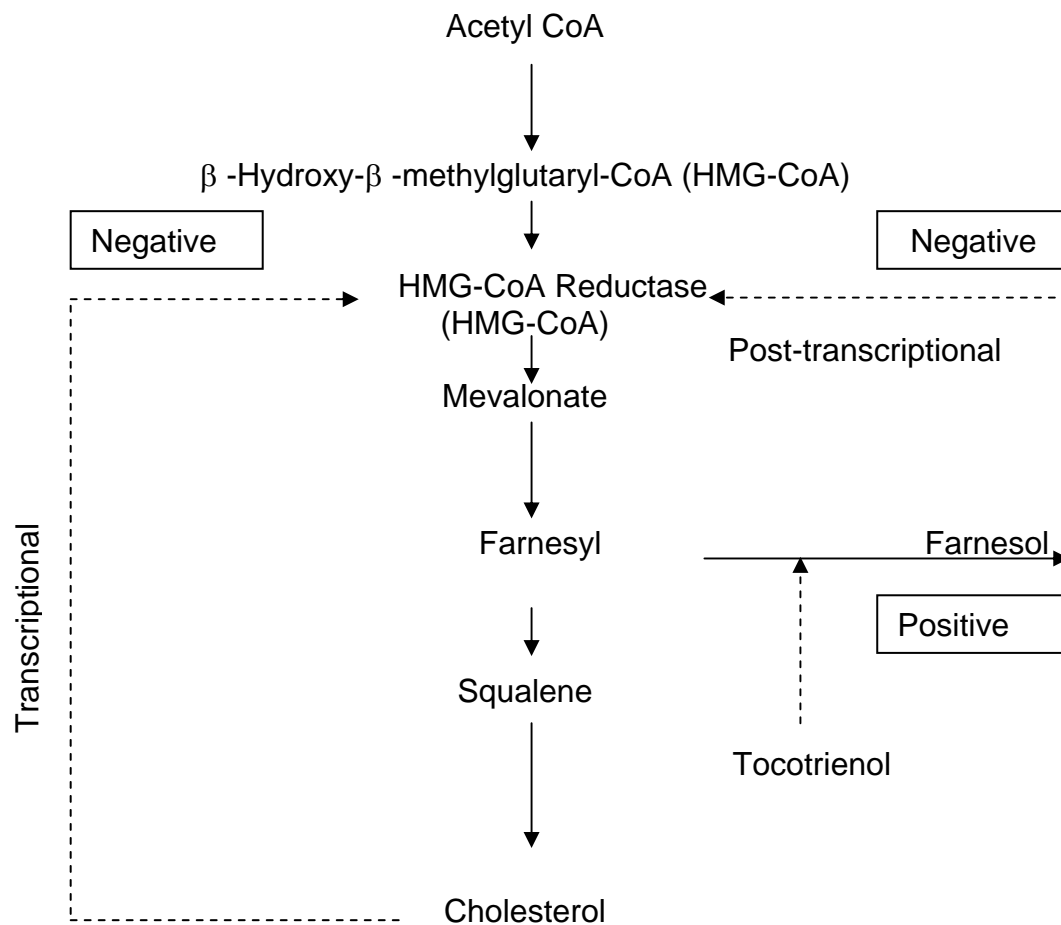 Acetyl CoA
β -Hydroxy-β -methylglutaryl-CoA (HMG-CoA)
Negative
Negative
HMG-CoA Reductase
(HMG-CoA)
Post-transcriptional
Mevalonate
Transcriptional
Farnesyl
Farnesol
Positive
Squalene
Tocotrienol
Cholesterol